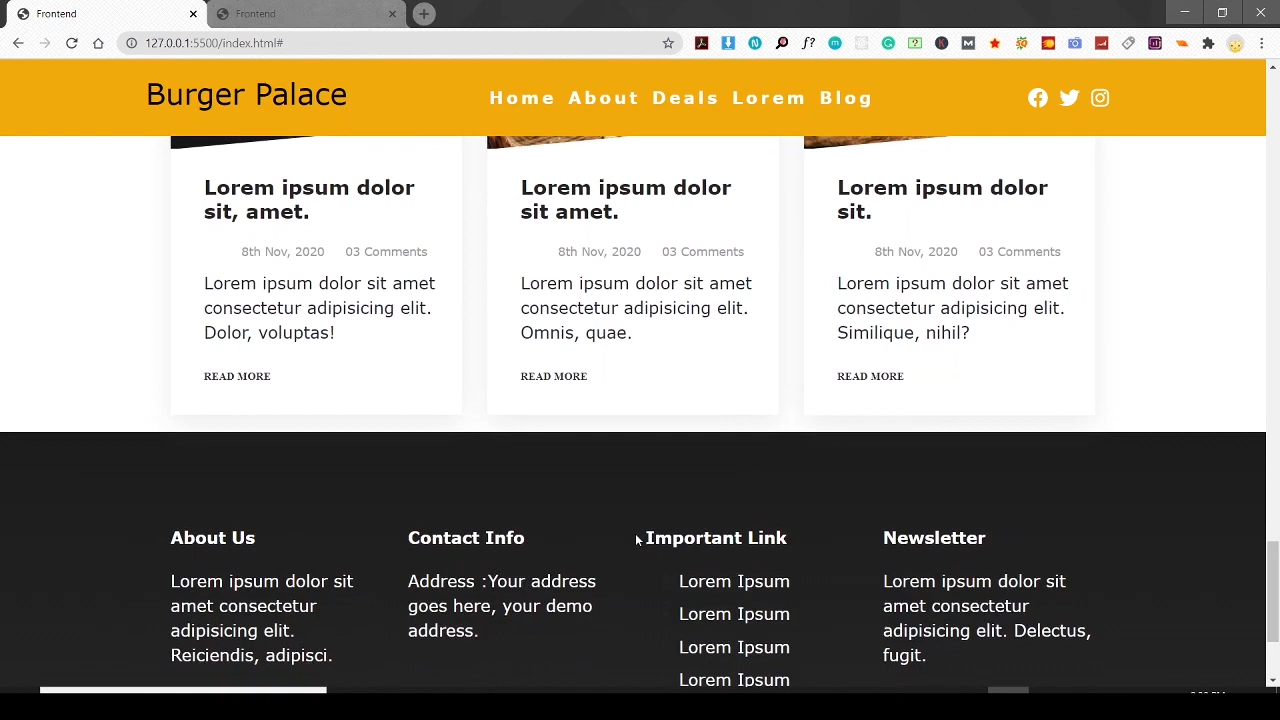 Frontend
Frontend
127.0.0.1:5500/index.html#
Burger Palace
Home About Deals Lorem Blog
Lorem ipsum dolor
sit, amet.
8th Nov, 2020 03 Comments
Lorem ipsum dolor sit amet
consectetur adipisicing elit.
Dolor, voluptas!
READ MORE
Lorem ipsum dolor
sit amet.
8th Nov, 2020 03 Comments
Lorem ipsum dolor sit amet
consectetur adipisicing elit.
Omnis, quae.
READ MORE
Lorem ipsum dolor
sit.
8th Nov, 2020 03 Comments
Lorem ipsum dolor sit amet
consectetur adipisicing elit.
Similique, nihil?
READ MORE
About Us
Lorem ipsum dolor sit
amet consectetur
adipisicing elit.
Reiciendis, adipisci.
Contact Info
Address :Your address
goes here, your demo
address.
Important Link
Lorem Ipsum
Lorem Ipsum
Lorem Ipsum
Lorem Ipsum
Newsletter
Lorem ipsum dolor sit
amet consectetur
adipisicing elit. Delectus,
fugit.